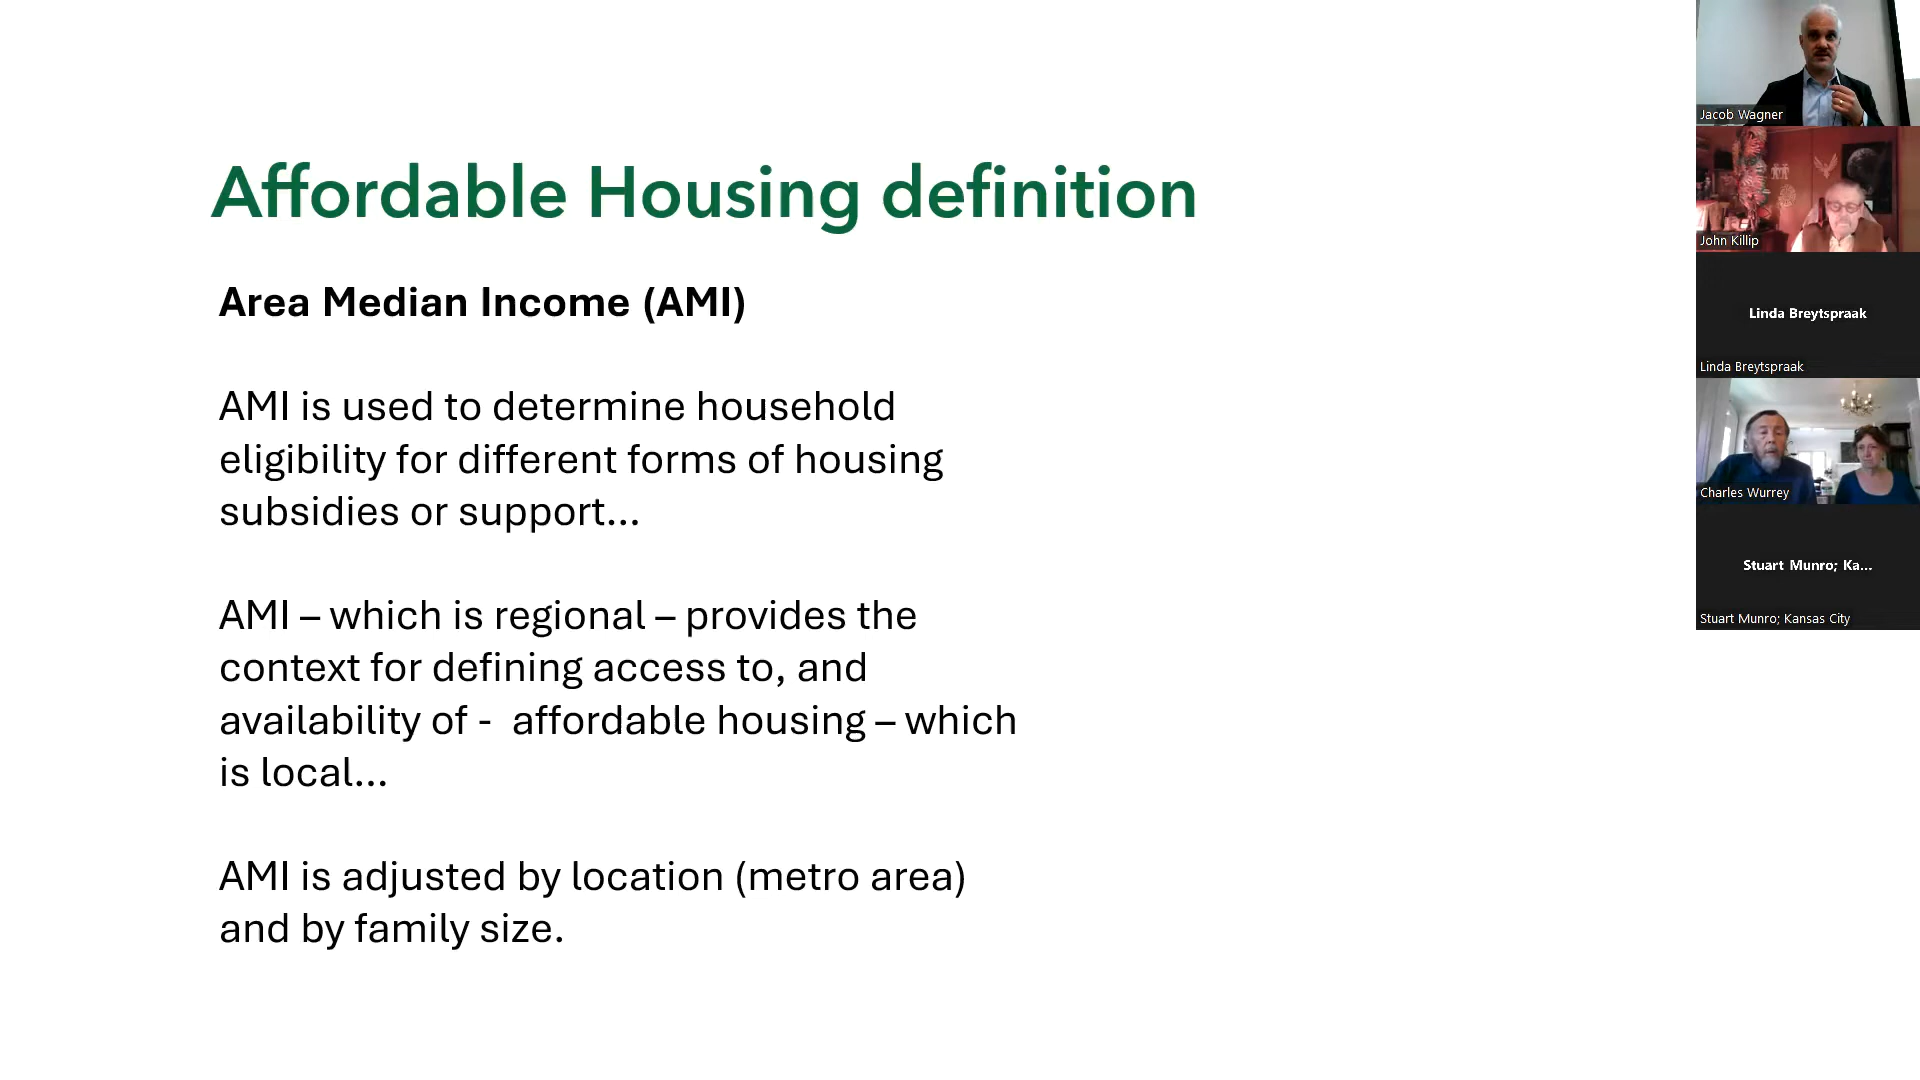 Affordable Housing definition
Area Median Income (AMI)
AMI is used to determine household
eligibility for different forms of housing
subsidies or support...
AMI – which is regional – provides the
context for defining access to, and
availability of -  affordable housing – which
is local...
AMI is adjusted by location (metro area)
and by family size.
Jacob Wagner
John Killip
Linda Breytspraak
Linda Breytspraak
Charles Wurrey
Stuart Munro; Ka...
Stuart Munro; Kansas City